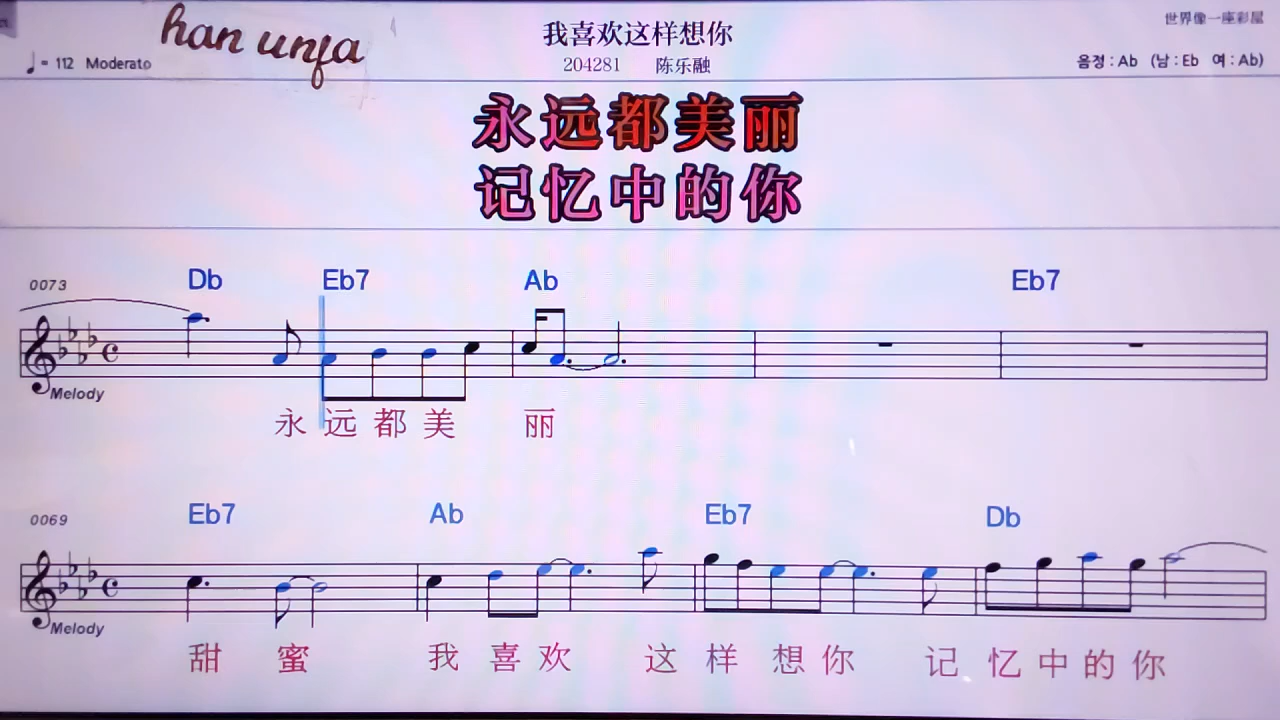 世界像一座彩屋
han unfa
我喜欢这样想你
♩= 112 Moderato
204281 陈乐融
음정 : Ab (남 : Eb 여 : Ab)
永远都美丽
记忆中的你
0073
Db Eb7 Ab Eb7
Melody
永 远 都 美 丽
0069
Eb7 Ab Eb7 Db
Melody
甜 蜜 我 喜 欢 这 样 想 你 记 忆 中 的 你